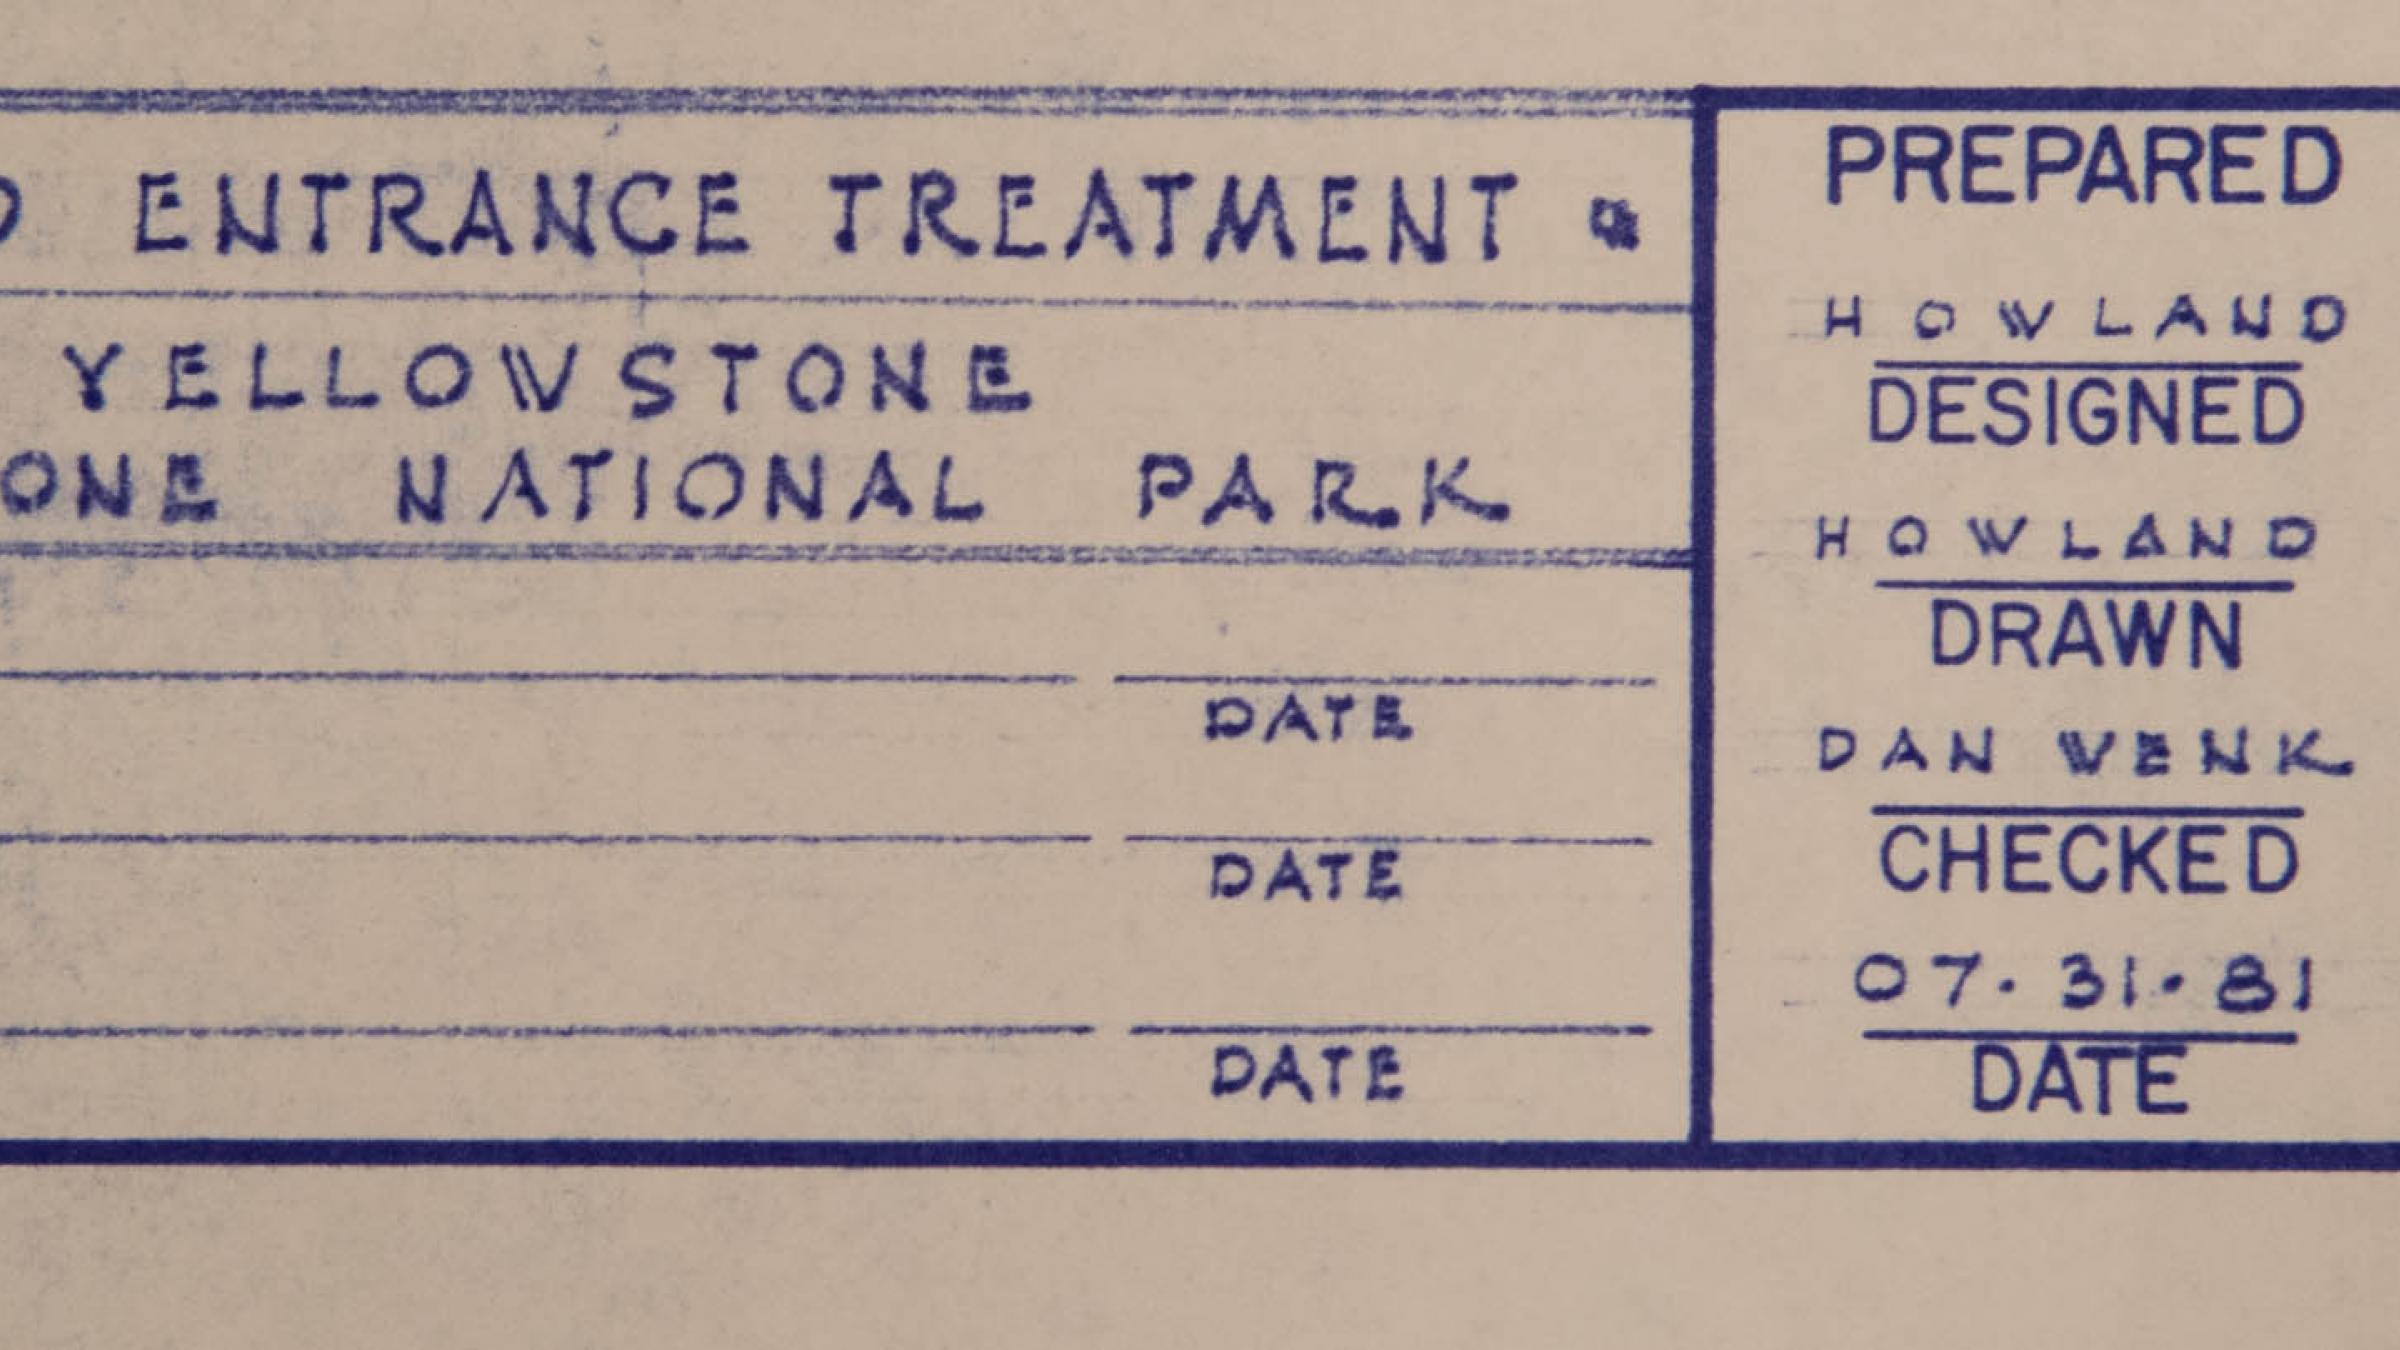 ENTRANCE TREATMENT
YELLOWSTONE
ONE NATIONAL PARK
DATE
DATE
DATE
PREPARED
HOWLAND
DESIGNED
HOWLAND
DRAWN
DAN WENK
CHECKED
07·31·81
DATE